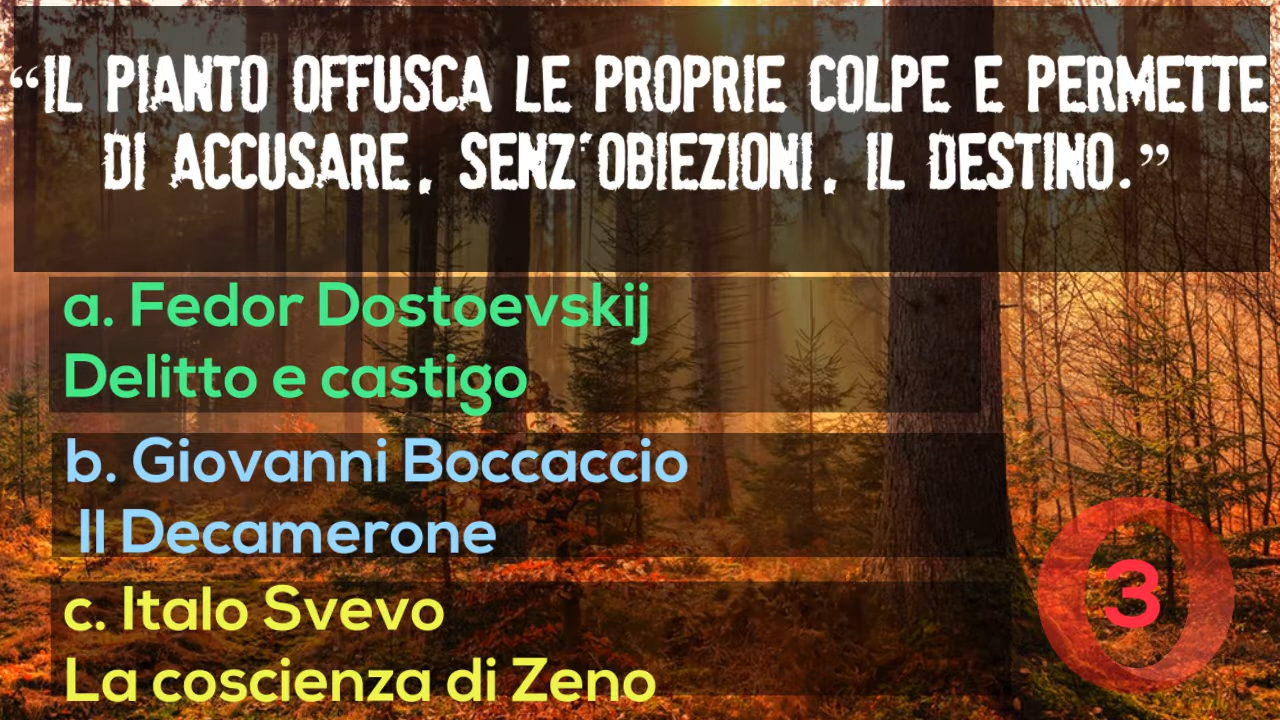 “IL PIANTO OFFUSCA LE PROPRIE COLPE E PERMETTE
DI ACCUSARE, SENZ'OBIEZIONI, IL DESTINO.”
a. Fedor Dostoevskij
Delitto e castigo
b. Giovanni Boccaccio
Il Decamerone
c. Italo Svevo
La coscienza di Zeno
3